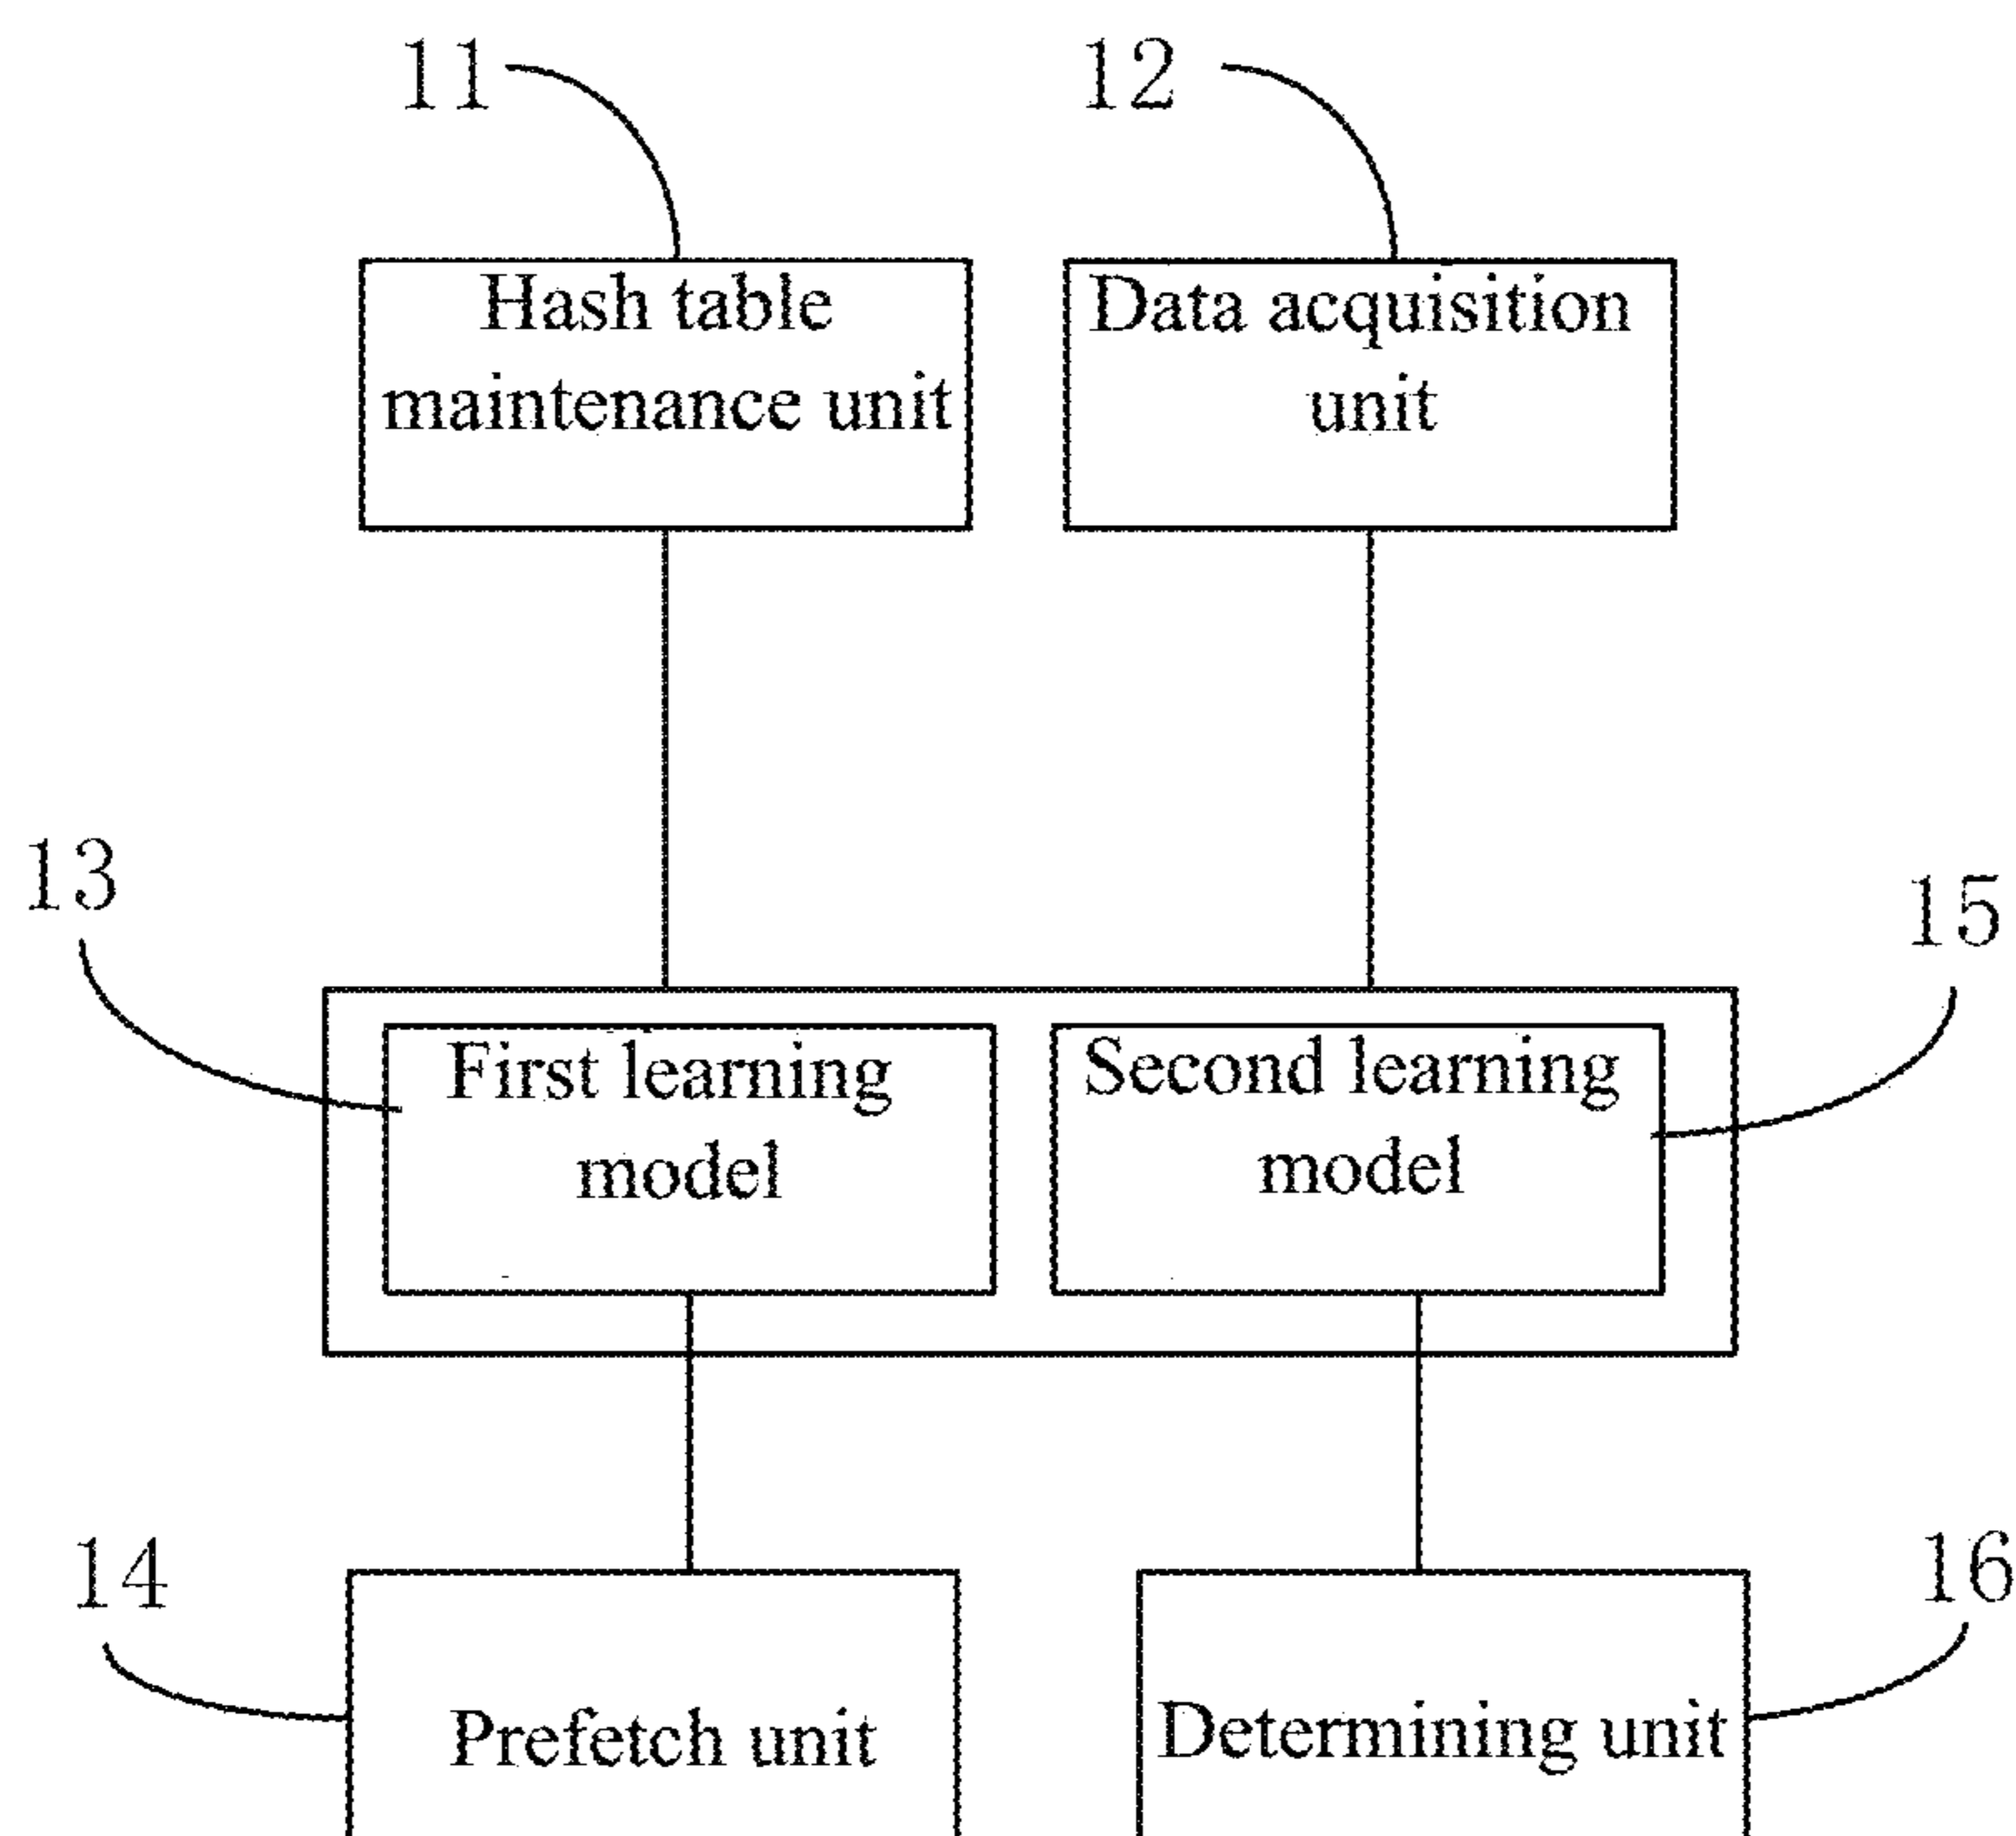 11
12
Hash table
maintenance unit
Data acquisition
unit
13
15
First learning
model
Second learning
model
14
16
Prefetch unit
Determining unit